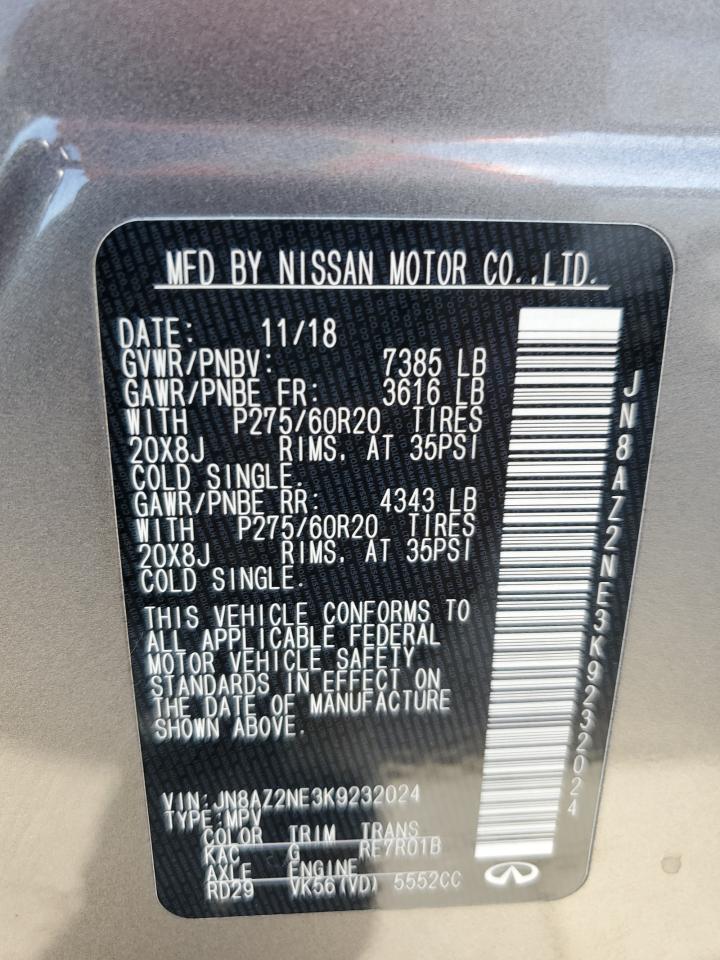 MFD BY NISSAN MOTOR CO.,LTD.
DATE: 11/18
GVWR/PNBV: 7385 LB
GAWR/PNBE FR: 3616 LB
WITH P275/60R20 TIRES
20X8J RIMS, AT 35PSI
COLD SINGLE.
GAWR/PNBE RR: 4343 LB
WITH P275/60R20 TIRES
20X8J RIMS, AT 35PSI
COLD SINGLE.
THIS VEHICLE CONFORMS TO
ALL APPLICABLE FEDERAL
MOTOR VEHICLE SAFETY
STANDARDS IN EFFECT ON
THE DATE OF MANUFACTURE
SHOWN ABOVE.
VIN:JN8AZ2NE3K9232024
TYPE:MPV
COLOR TRIM TRANS
KAC G RE7R01B
AXLE ENGINE
RD29 VK56(VD) 5552CC
JN8AZ2NE3K9232024